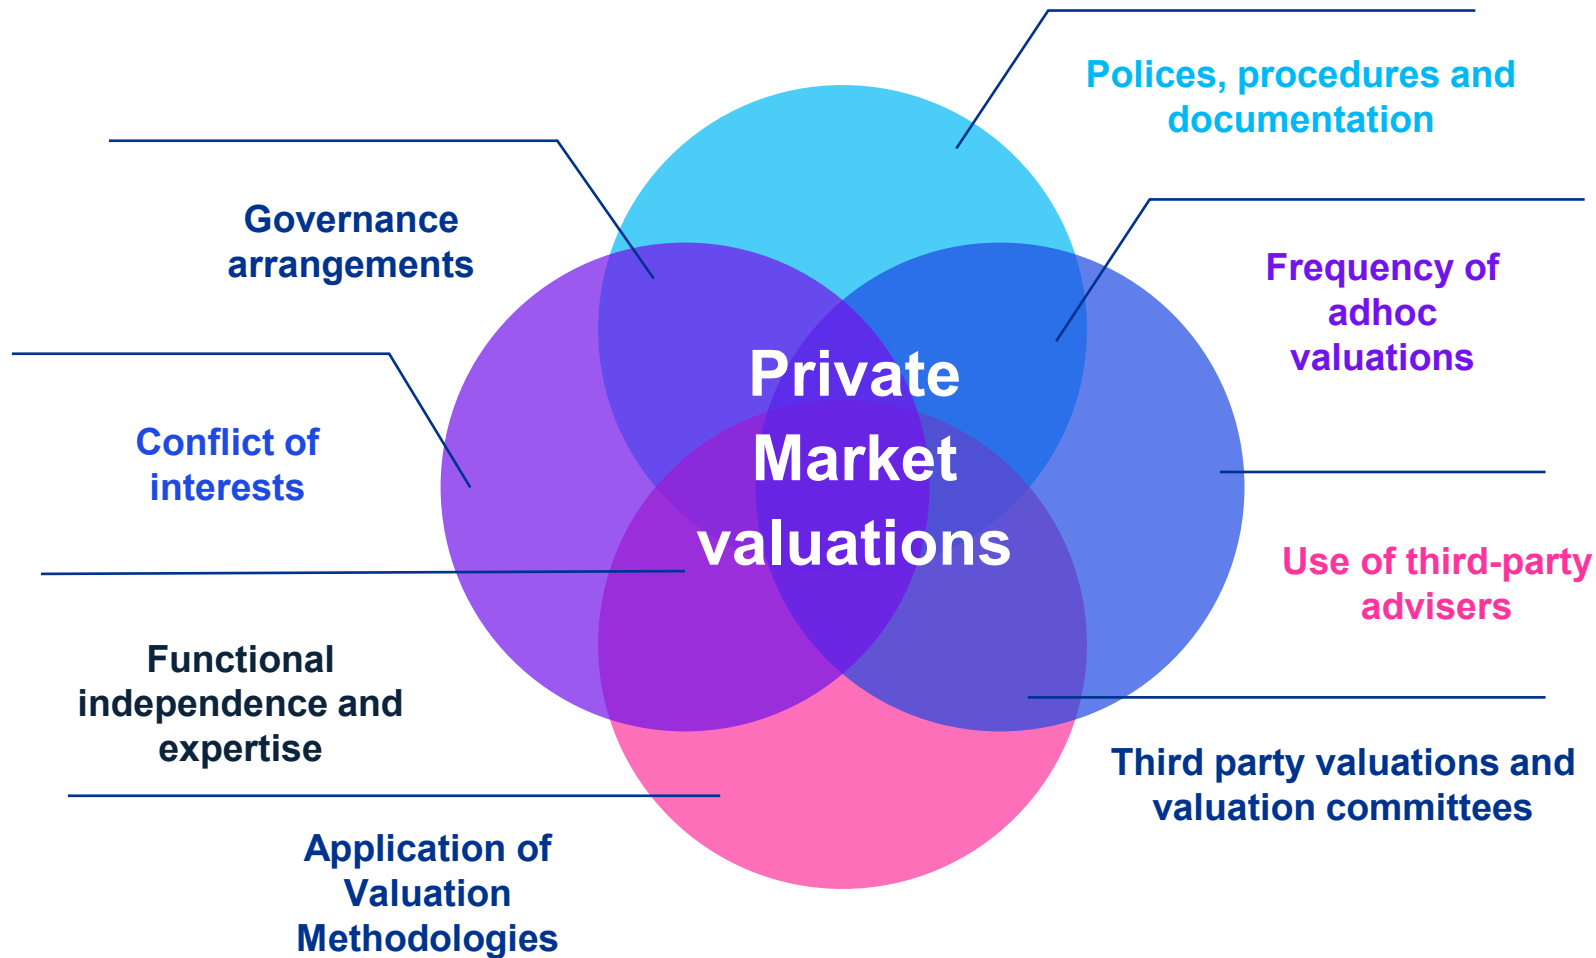 Polices, procedures and
documentation
Governance
arrangements
Frequency of
adhoc
valuations
Private
Market
valuations
Conflict of
interests
Use of third-party
advisers
Functional
independence and
expertise
Third party valuations and
valuation committees
Application of
Valuation
Methodologies